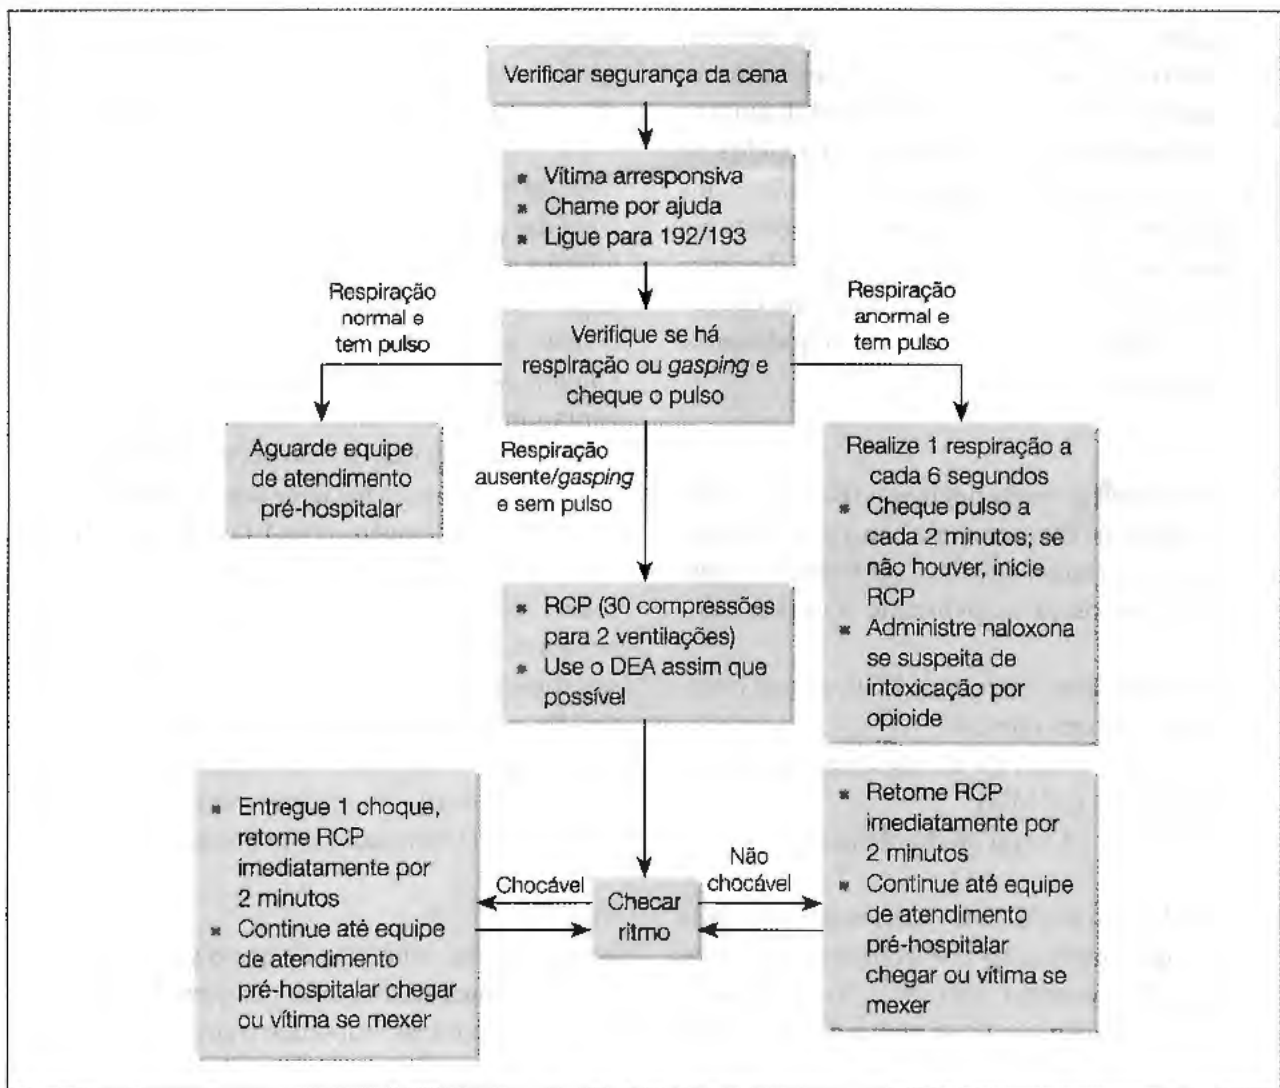 Verificar segurança da cena
* Vítima arresponsiva
* Chame por ajuda
* Ligue para 192/193
Respiração
normal e
tem pulso
Verifique se há
respiração ou gasping e
cheque o pulso
Respiração
anormal e
tem pulso
Aguarde equipe
de atendimento
pré-hospitalar
Respiração
ausente/gasping
e sem pulso
Realize 1 respiração a
cada 6 segundos
* Cheque pulso a
cada 2 minutos; se
não houver, inicie
RCP
* Administre naloxona
se suspeita de
intoxicação por
opioide
* RCP (30 compressões
para 2 ventilações)
* Use o DEA assim que
possível
* Entregue 1 choque,
retome RCP
imediatamente por
2 minutos
* Continue até equipe
de atendimento
pré-hospitalar chegar
ou vítima se mexer
Chocável
Checar
ritmo
Não
chocável
* Retome RCP
imediatamente por
2 minutos
* Continue até equipe
de atendimento
pré-hospitalar
chegar ou vítima se
mexer